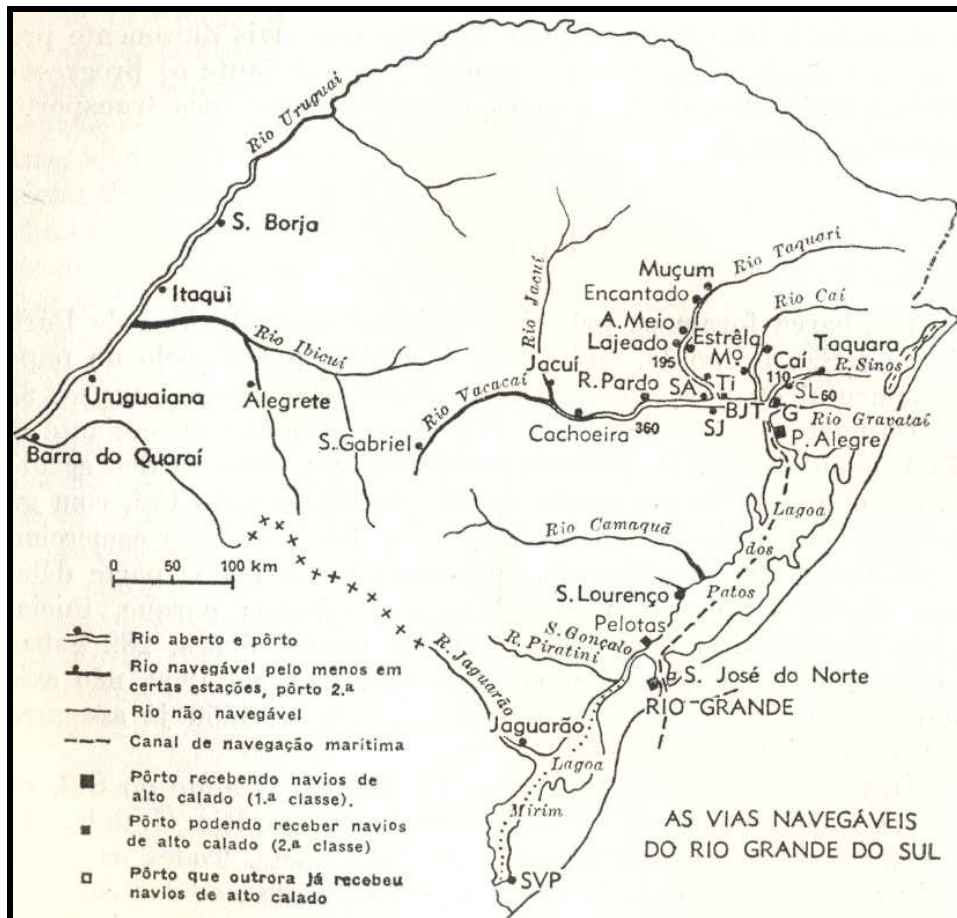 Rio Uruguai
S. Borja
Itaqui
Rio Ibicuí
Uruguaiana
Alegrete
Barra do Quaraí
S.Gabriel
Rio Vacacaí
Rio Jacuí
Jacuí
Cachoeira
360
R.Pardo
Muçum
Encantado
A.Meio
Lajeado
Estrêla
195
Rio Taquari
SA
SJ
Ti
Mº
BJT
Rio Caí
Caí
110
Taquara
R.Sinos
SL
60
G
Rio Gravataí
P.Alegre
Rio Camaquã
Lagoa
dos
Patos
S.Lourenço
Pelotas
S.Gonçalo
R.Piratini
S. José do Norte
RIO GRANDE
R.Jaguarão
Jaguarão
Lagoa
Mirim
SVP
0 50 100 km
Rio aberto e pôrto
Rio navegável pelo menos em
certas estações, pôrto 2.ª
Rio não navegável
Canal de navegação marítima
Pôrto recebendo navios de
alto calado (1.ª classe).
Pôrto podendo receber navios
de alto calado (2.ª classe)
Pôrto que outrora já recebeu
navios de alto calado
AS VIAS NAVEGÁVEIS
DO RIO GRANDE DO SUL